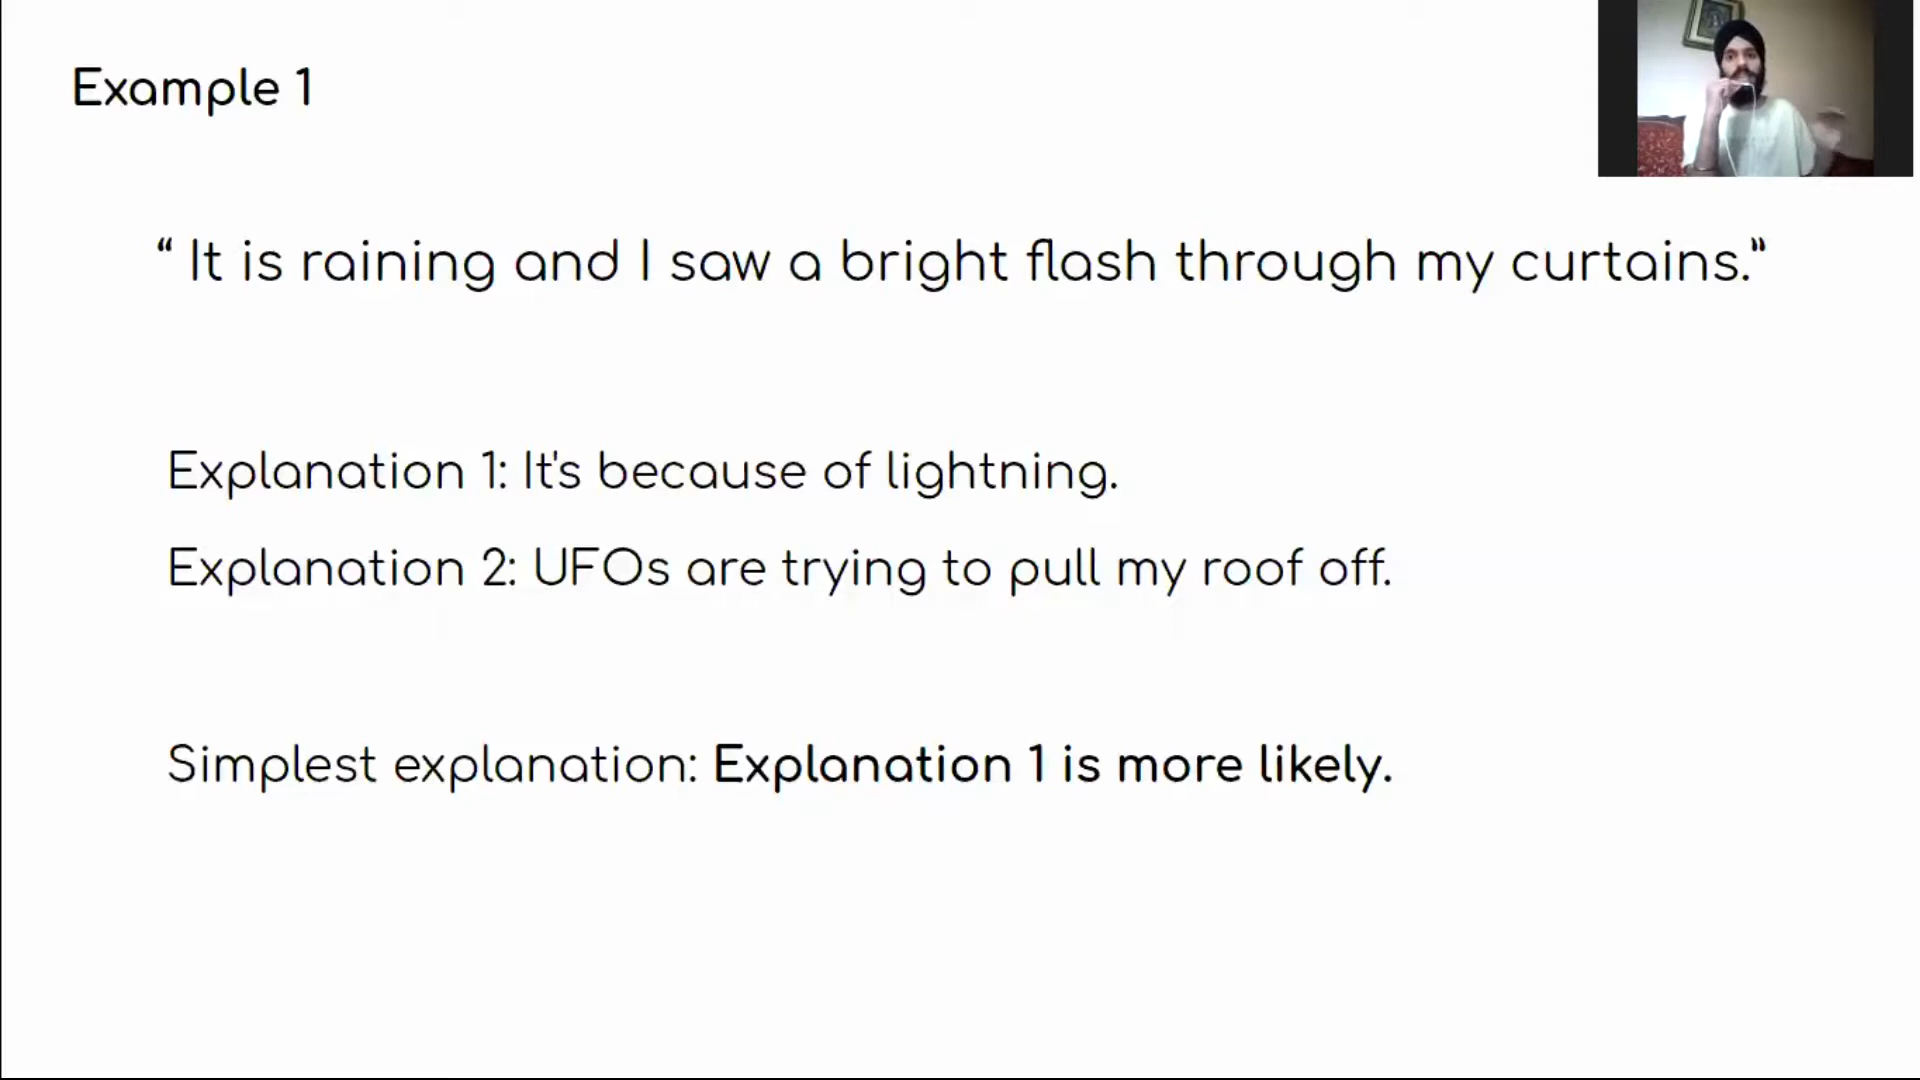 Example 1
“ It is raining and I saw a bright flash through my curtains.”
Explanation 1: It's because of lightning.
Explanation 2: UFOs are trying to pull my roof off.
Simplest explanation: Explanation 1 is more likely.